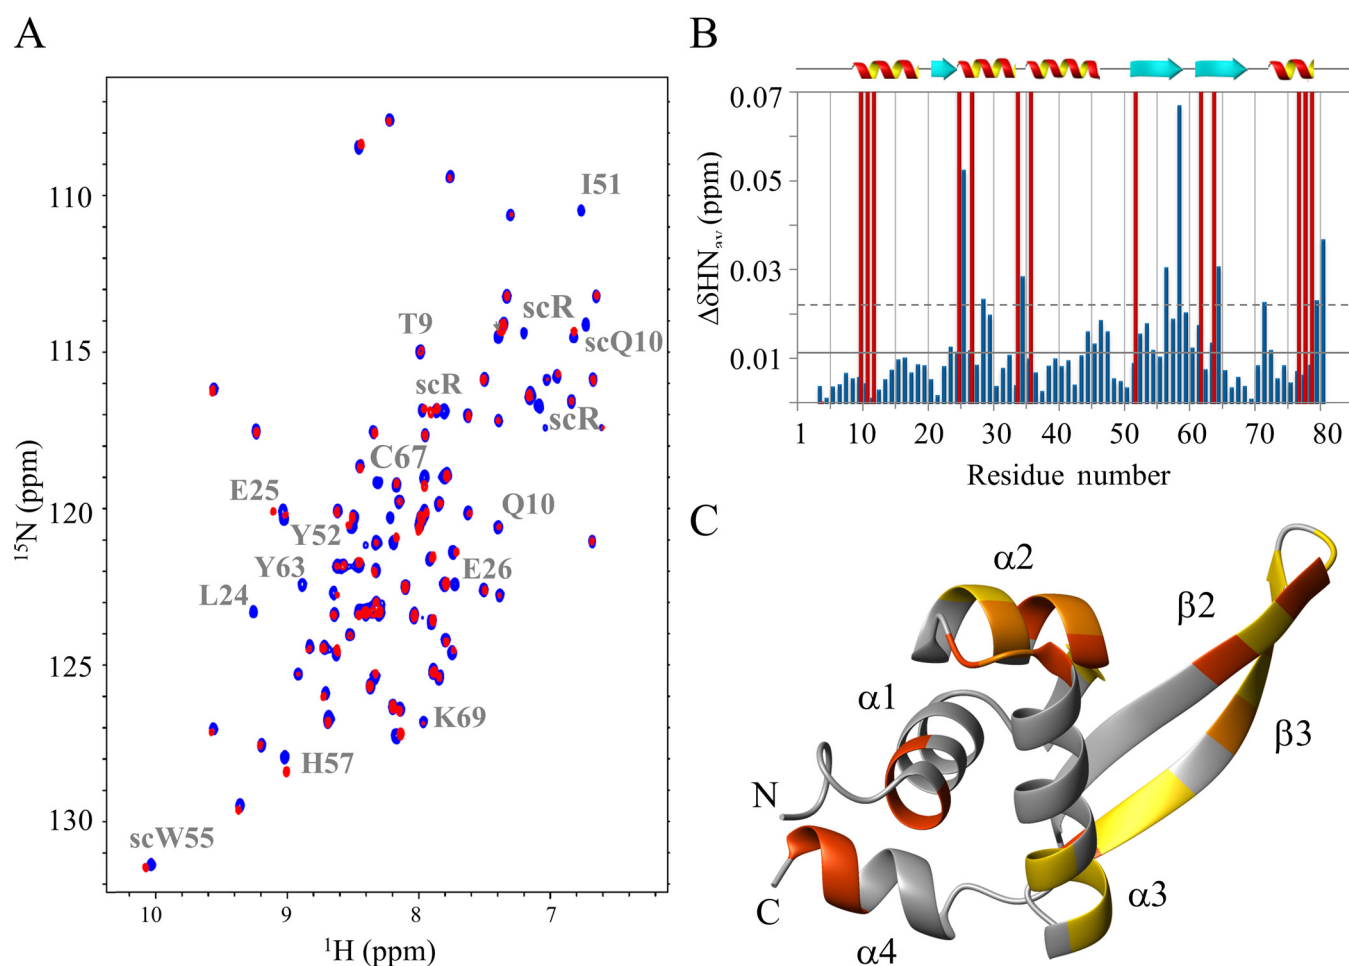 A
110
115
120
125
130
¹⁵N (ppm)
10
9
8
7
¹H (ppm)
I51
scR
scQ10
T9
scR
scR
C67
E25
Q10
Y52
Y63
E26
L24
K69
H57
scW55
B
0.07
0.05
0.03
0.01
ΔδHNav (ppm)
1
10
20
30
40
50
60
70
80
Residue number
C
α2
β2
α1
β3
N
C
α3
α4